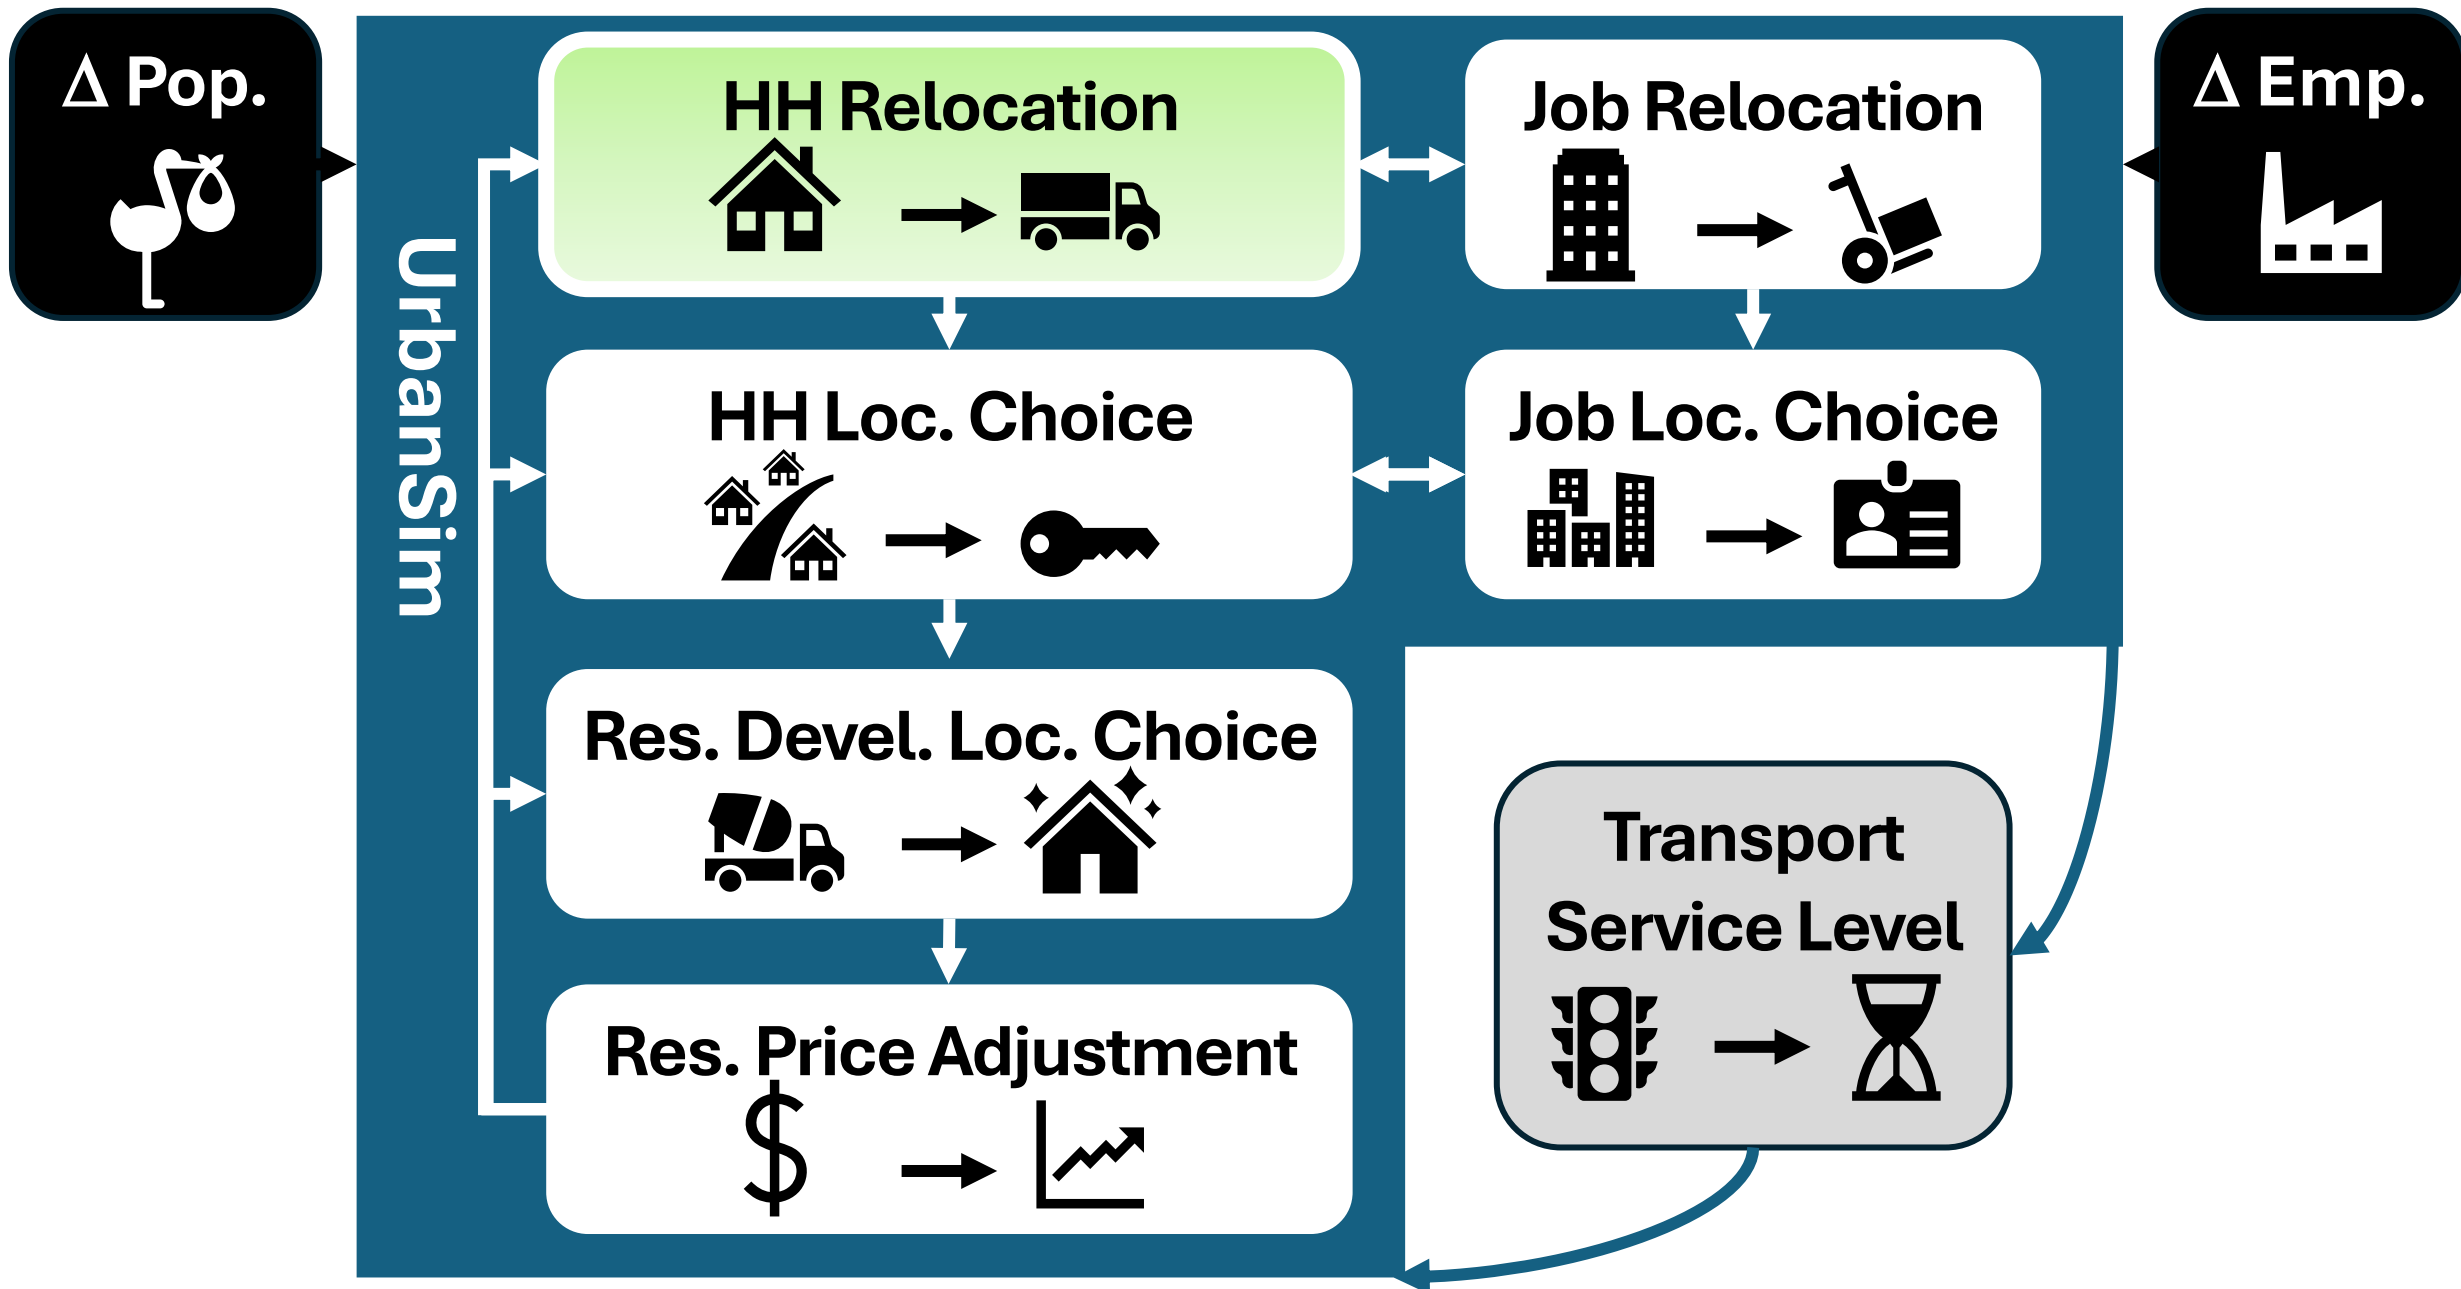 Δ Pop.
HH Relocation
Job Relocation
Δ Emp.
UrbanSim
HH Loc. Choice
Job Loc. Choice
Res. Devel. Loc. Choice
Transport
Service Level
Res. Price Adjustment
$